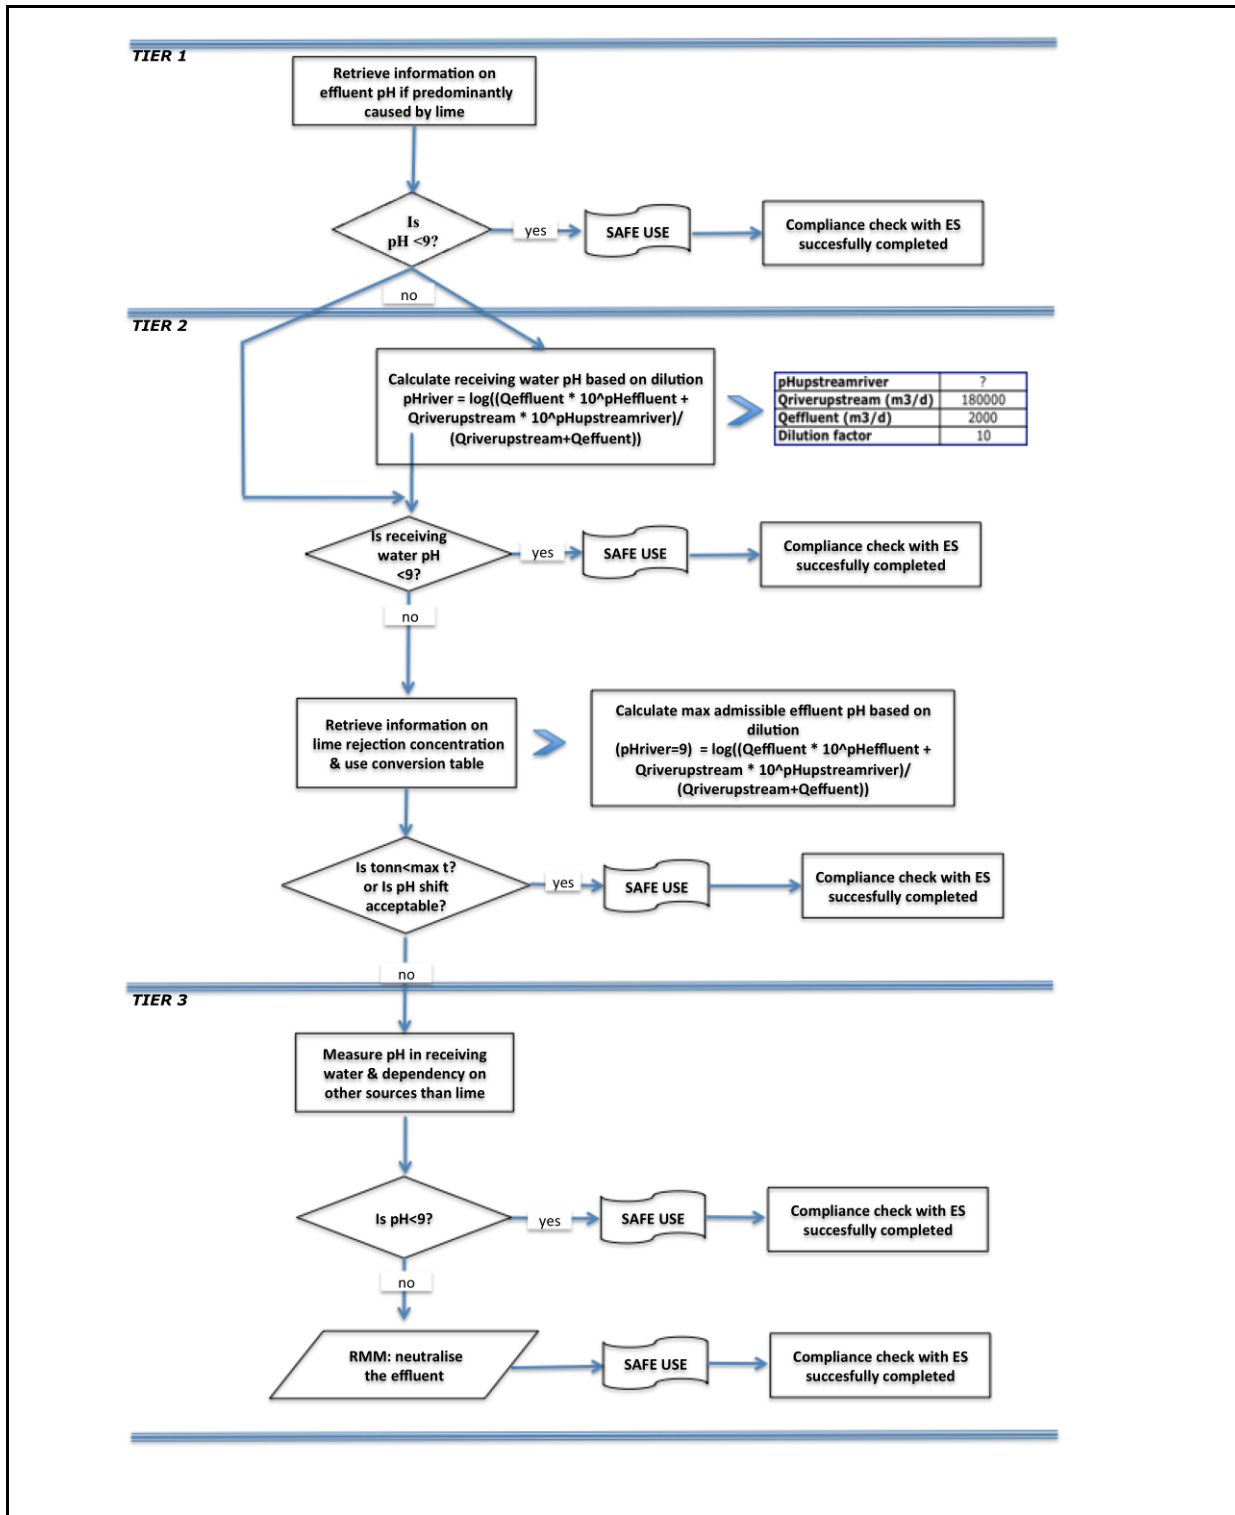 TIER 1
Retrieve information on
effluent pH if predominantly
caused by lime
Is
pH <9?
yes
SAFE USE
Compliance check with ES
succesfully completed
no
TIER 2
Calculate receiving water pH based on dilution
pHriver = log((Qeffluent * 10^pHeffluent +
Qriverupstream * 10^pHupstreamriver)/
(Qriverupstream+Qeffuent))
pHupstreamriver ?
Qriverupstream (m3/d) 180000
Qeffluent (m3/d) 2000
Dilution factor 10
Is receiving
water pH
<9?
yes
SAFE USE
Compliance check with ES
succesfully completed
no
Retrieve information on
lime rejection concentration
& use conversion table
Calculate max admissible effluent pH based on
dilution
(pHriver=9) = log((Qeffluent * 10^pHeffluent +
Qriverupstream * 10^pHupstreamriver)/
(Qriverupstream+Qeffuent))
Is tonn<max t?
or Is pH shift
acceptable?
yes
SAFE USE
Compliance check with ES
succesfully completed
no
TIER 3
Measure pH in receiving
water & dependency on
other sources than lime
Is pH<9?
yes
SAFE USE
Compliance check with ES
succesfully completed
no
RMM: neutralise
the effluent
SAFE USE
Compliance check with ES
succesfully completed